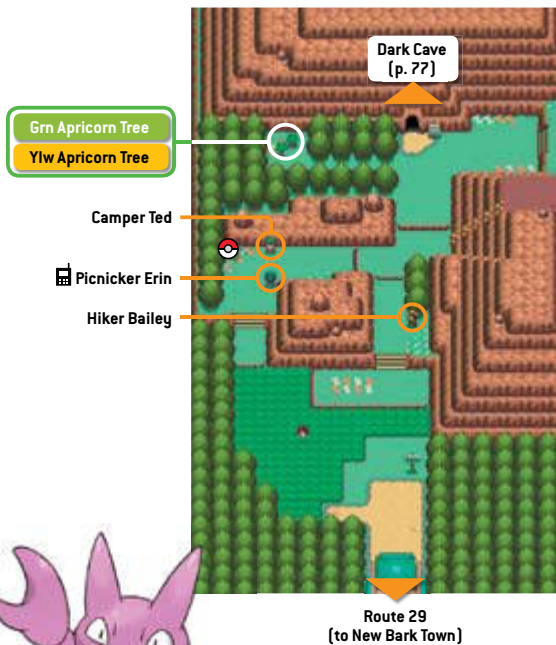 Dark Cave
(p. 77)
Grn Apricorn Tree
Ylw Apricorn Tree
Camper Ted
Picnicker Erin
Hiker Bailey
Route 29
(to New Bark Town)